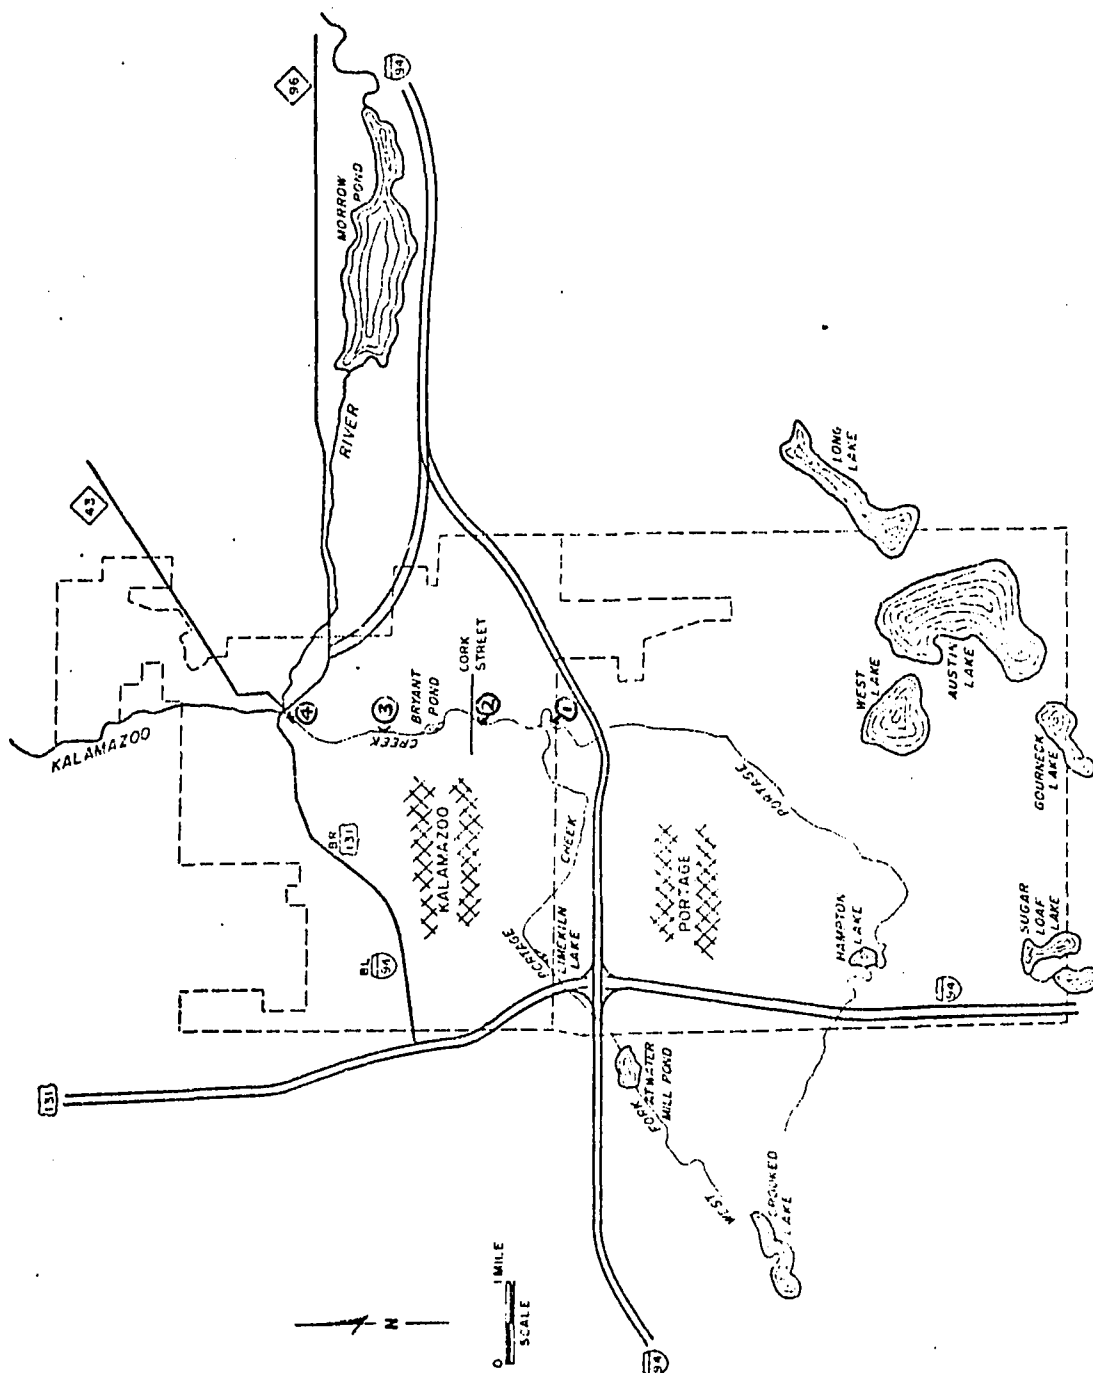 96
94
MORROW
POND
43
RIVER
LONG
LAKE
KALAMAZOO
4
3
BRYANT
POND
CREEK
CORK
STREET
2
1
WEST
LAKE
AUSTIN
LAKE
GOURNECK
LAKE
BR
131
KALAMAZOO
CREEK
PORTAGE
PORTAGE
PORTAGE
LIMEKILN
LAKE
BL
94
HAMPTON
LAKE
SUGAR
LOAF
LAKE
94
131
FORK
ATWATER
MILL POND
WEST
CROOKED
LAKE
N
0 1 MILE
SCALE
94